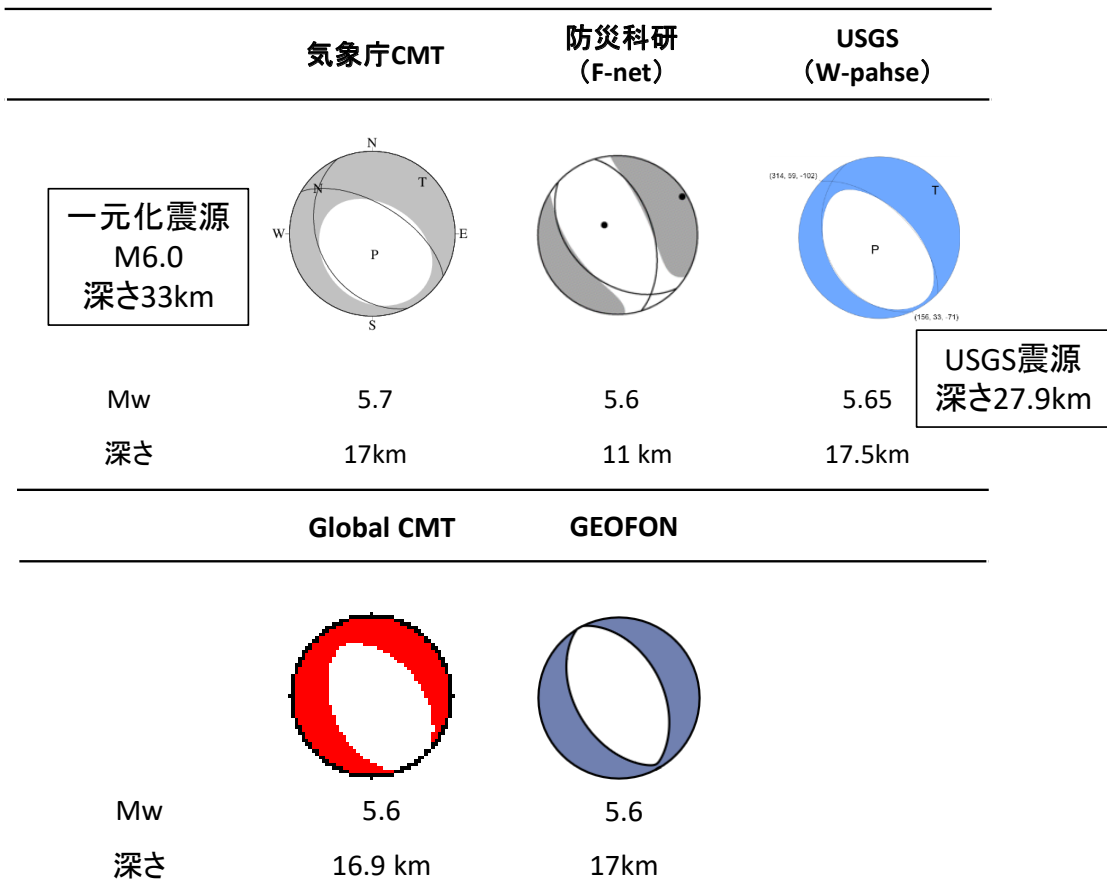 気象庁CMT
防災科研
（F-net）
USGS
（W-pahse）
一元化震源
M6.0
深さ33km
N
N
T
W
E
P
S
(314, 59, -102)
T
P
(156, 33, -71)
USGS震源
深さ27.9km
Mw 5.7 5.6 5.65
深さ 17km 11 km 17.5km
Global CMT GEOFON
Mw 5.6 5.6
深さ 16.9 km 17km